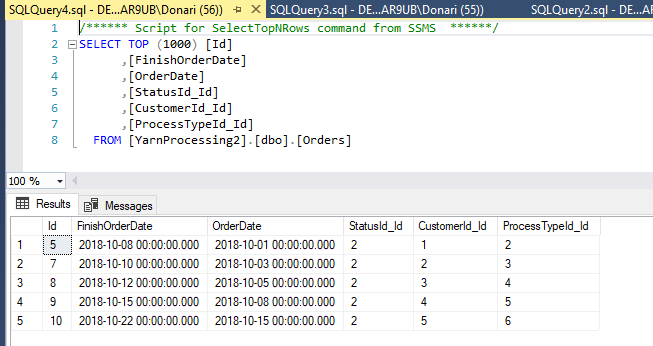 SQLQuery4.sql - DE...AR9UB\Donari (56))* SQLQuery3.sql - DE...AR9UB\Donari (55)) SQLQuery2.sql - DE...AR
1 /****** Script for SelectTopNRows command from SSMS ******/
2 SELECT TOP (1000) [Id]
3 ,[FinishOrderDate]
4 ,[OrderDate]
5 ,[StatusId_Id]
6 ,[CustomerId_Id]
7 ,[ProcessTypeId_Id]
8 FROM [YarnProcessing2].[dbo].[Orders]
100 %
Results Messages
Id FinishOrderDate OrderDate StatusId_Id CustomerId_Id ProcessTypeId_Id
1 5 2018-10-08 00:00:00.000 2018-10-01 00:00:00.000 2 1 2
2 7 2018-10-10 00:00:00.000 2018-10-03 00:00:00.000 2 2 3
3 8 2018-10-12 00:00:00.000 2018-10-05 00:00:00.000 2 3 4
4 9 2018-10-15 00:00:00.000 2018-10-08 00:00:00.000 2 4 5
5 10 2018-10-22 00:00:00.000 2018-10-15 00:00:00.000 2 5 6